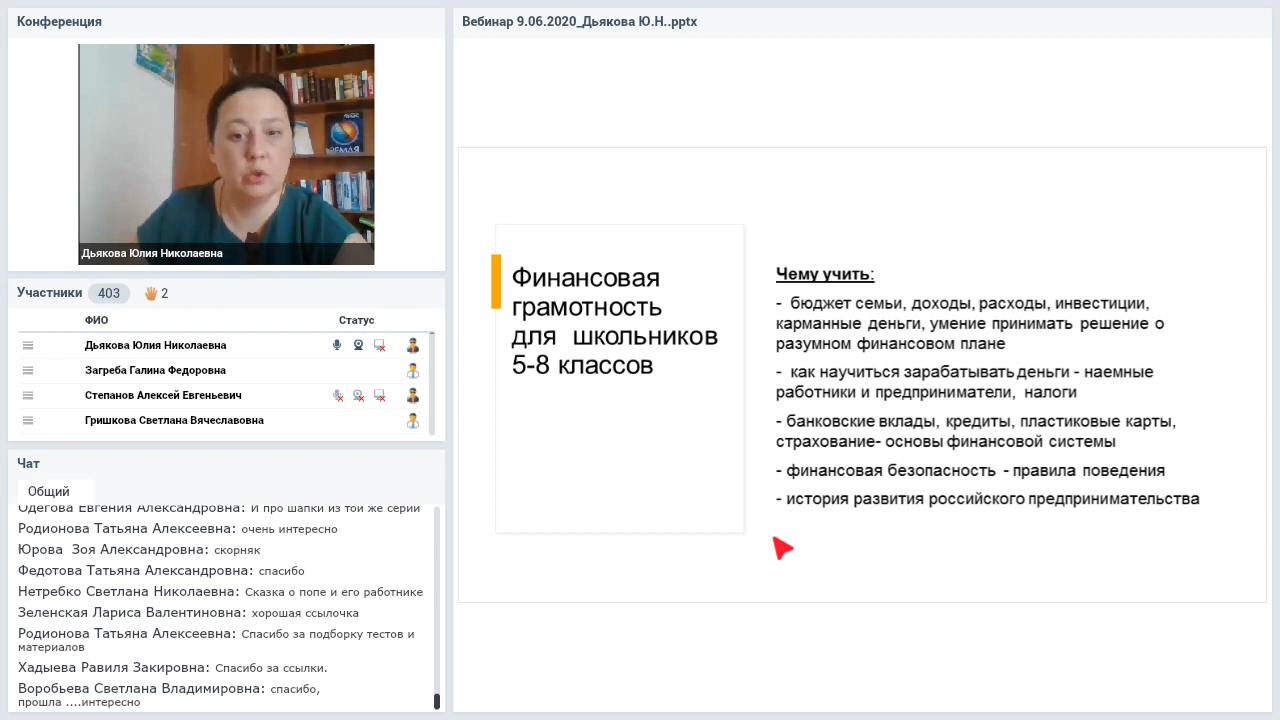 Конференция
Дьякова Юлия Николаевна
Участники 403 2
ФИО Статус
Дьякова Юлия Николаевна
Загреба Галина Федоровна
Степанов Алексей Евгеньевич
Гришкова Светлана Вячеславовна
Чат
Общий
Одегова Евгения Александровна: И про шапки из той же серии
Родионова Татьяна Алексеевна: очень интересно
Юрова Зоя Александровна: скорняк
Федотова Татьяна Александровна: спасибо
Нетребко Светлана Николаевна: Сказка о попе и его работнике
Зеленская Лариса Валентиновна: хорошая ссылочка
Родионова Татьяна Алексеевна: Спасибо за подборку тестов и
материалов
Хадыева Равиля Закировна: Спасибо за ссылки.
Воробьева Светлана Владимировна: спасибо,
прошла ....интересно
Вебинар 9.06.2020_Дьякова Ю.Н..pptx
Финансовая
грамотность
для школьников
5-8 классов
Чему учить:
- бюджет семьи, доходы, расходы, инвестиции,
карманные деньги, умение принимать решение о
разумном финансовом плане
- как научиться зарабатывать деньги - наемные
работники и предприниматели, налоги
- банковские вклады, кредиты, пластиковые карты,
страхование- основы финансовой системы
- финансовая безопасность - правила поведения
- история развития российского предпринимательства